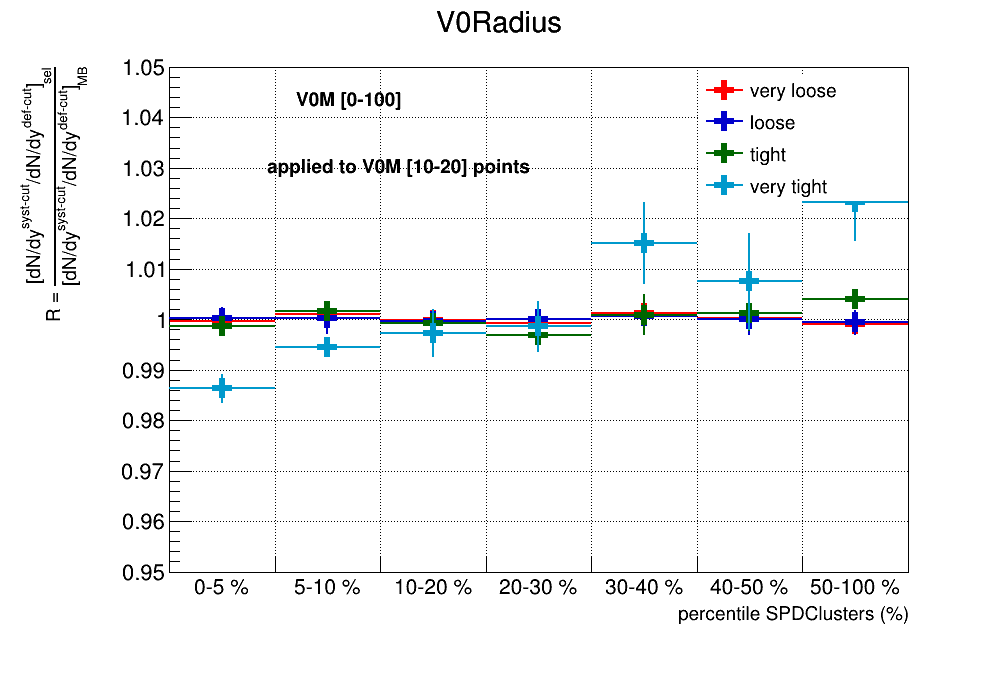 V0Radius
R = [dN/dy^syst-cut/dN/dy^def-cut]_sel
[dN/dy^syst-cut/dN/dy^def-cut]_MB
1.05
1.04
1.03
1.02
1.01
1
0.99
0.98
0.97
0.96
0.95
V0M [0-100]
applied to V0M [10-20] points
very loose
loose
tight
very tight
0-5 % 5-10 % 10-20 % 20-30 % 30-40 % 40-50 % 50-100 %
percentile SPDClusters (%)